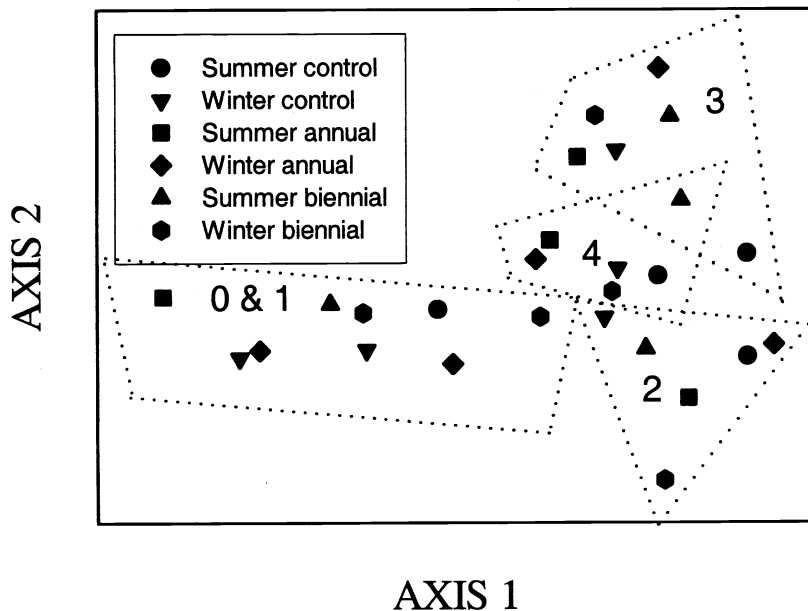 Summer control
Winter control
Summer annual
Winter annual
Summer biennial
Winter biennial
3
4
0 & 1
2
AXIS 2
AXIS 1